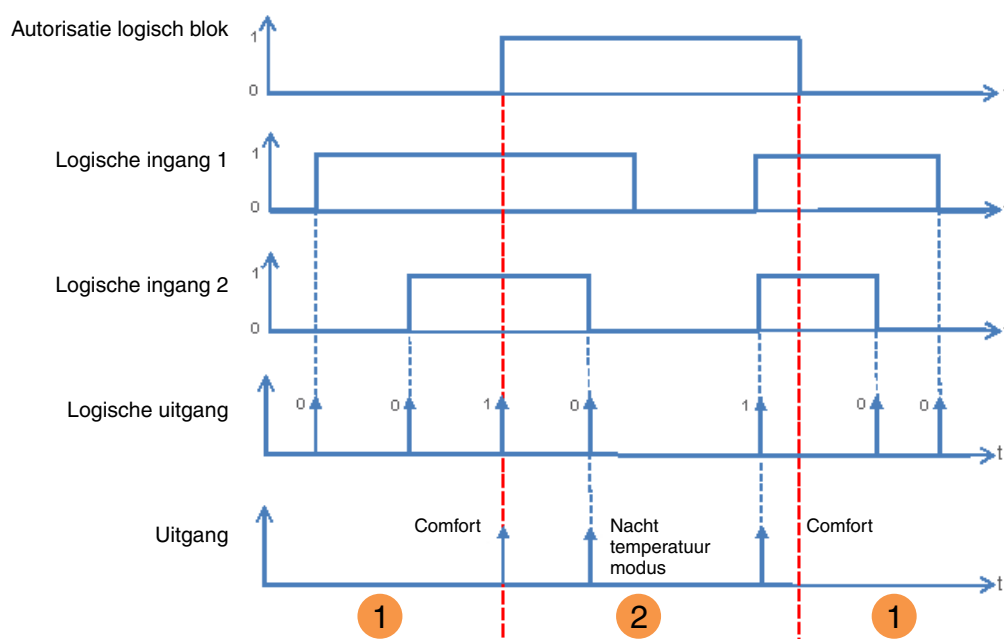 Autorisatie logisch blok
1
0
Logische ingang 1
1
0
Logische ingang 2
1
0
Logische uitgang
0
0
1
0
1
0
0
t
Uitgang
Comfort
Nacht
temperatuur
modus
Comfort
t
1
2
1